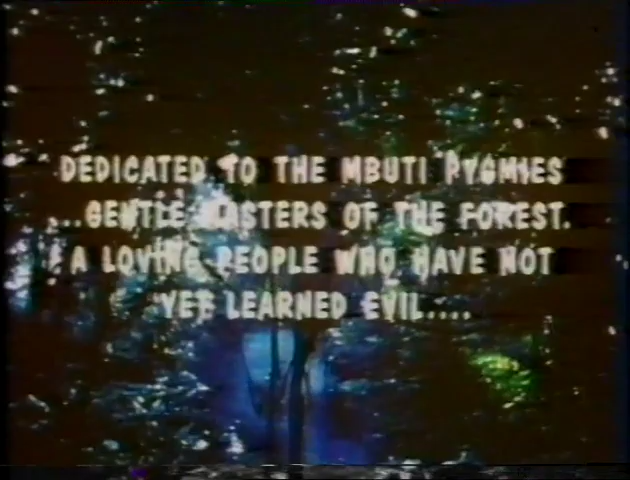 DEDICATED TO THE MBUTI PYGMIES
...GENTLE MASTERS OF THE FOREST.
A LOVING PEOPLE WHO HAVE NOT
YET LEARNED EVIL....